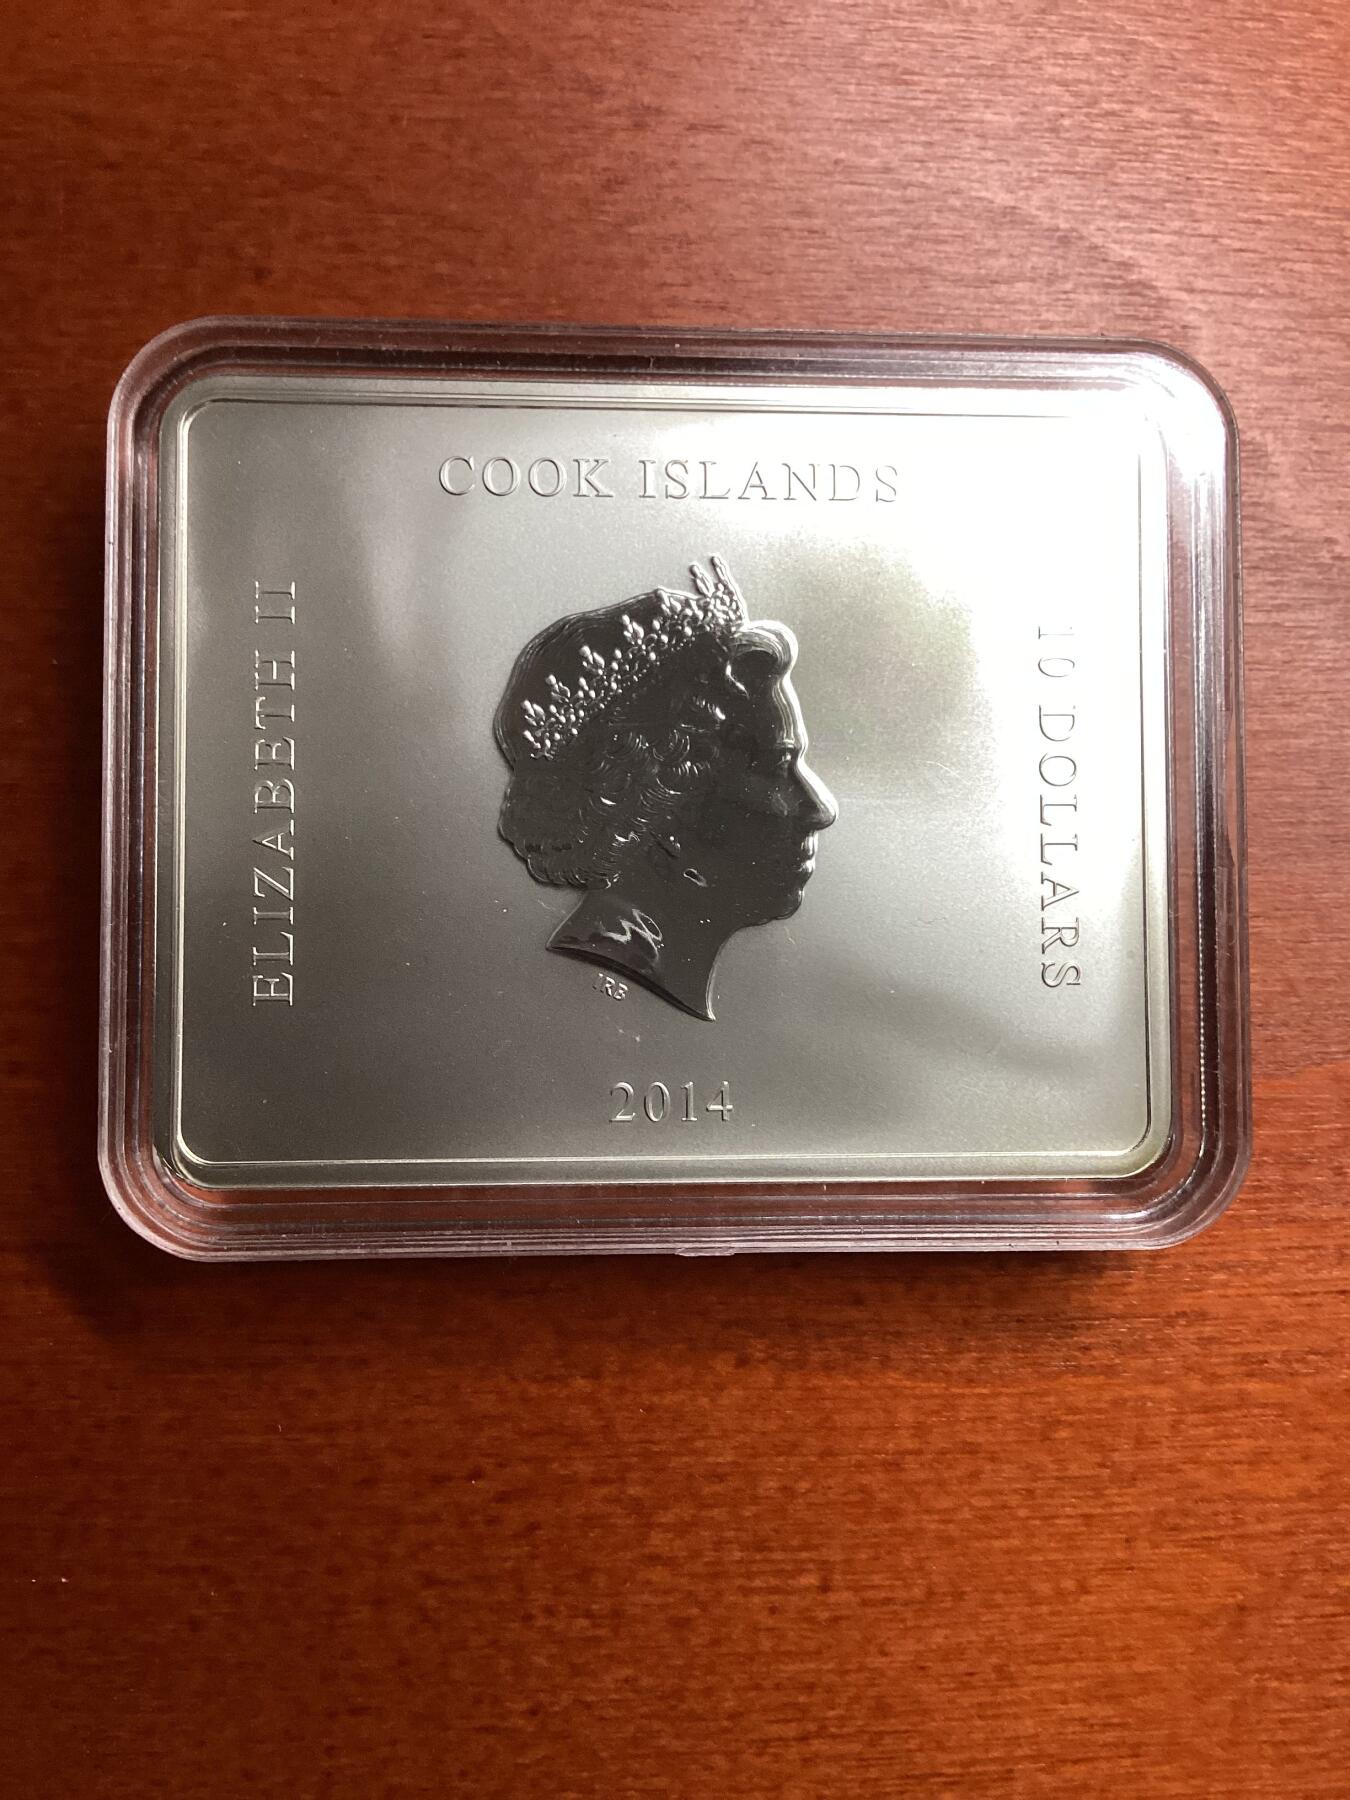 COOK ISLANDS
ELIZABETH II
10 DOLLARS
IRB
2014